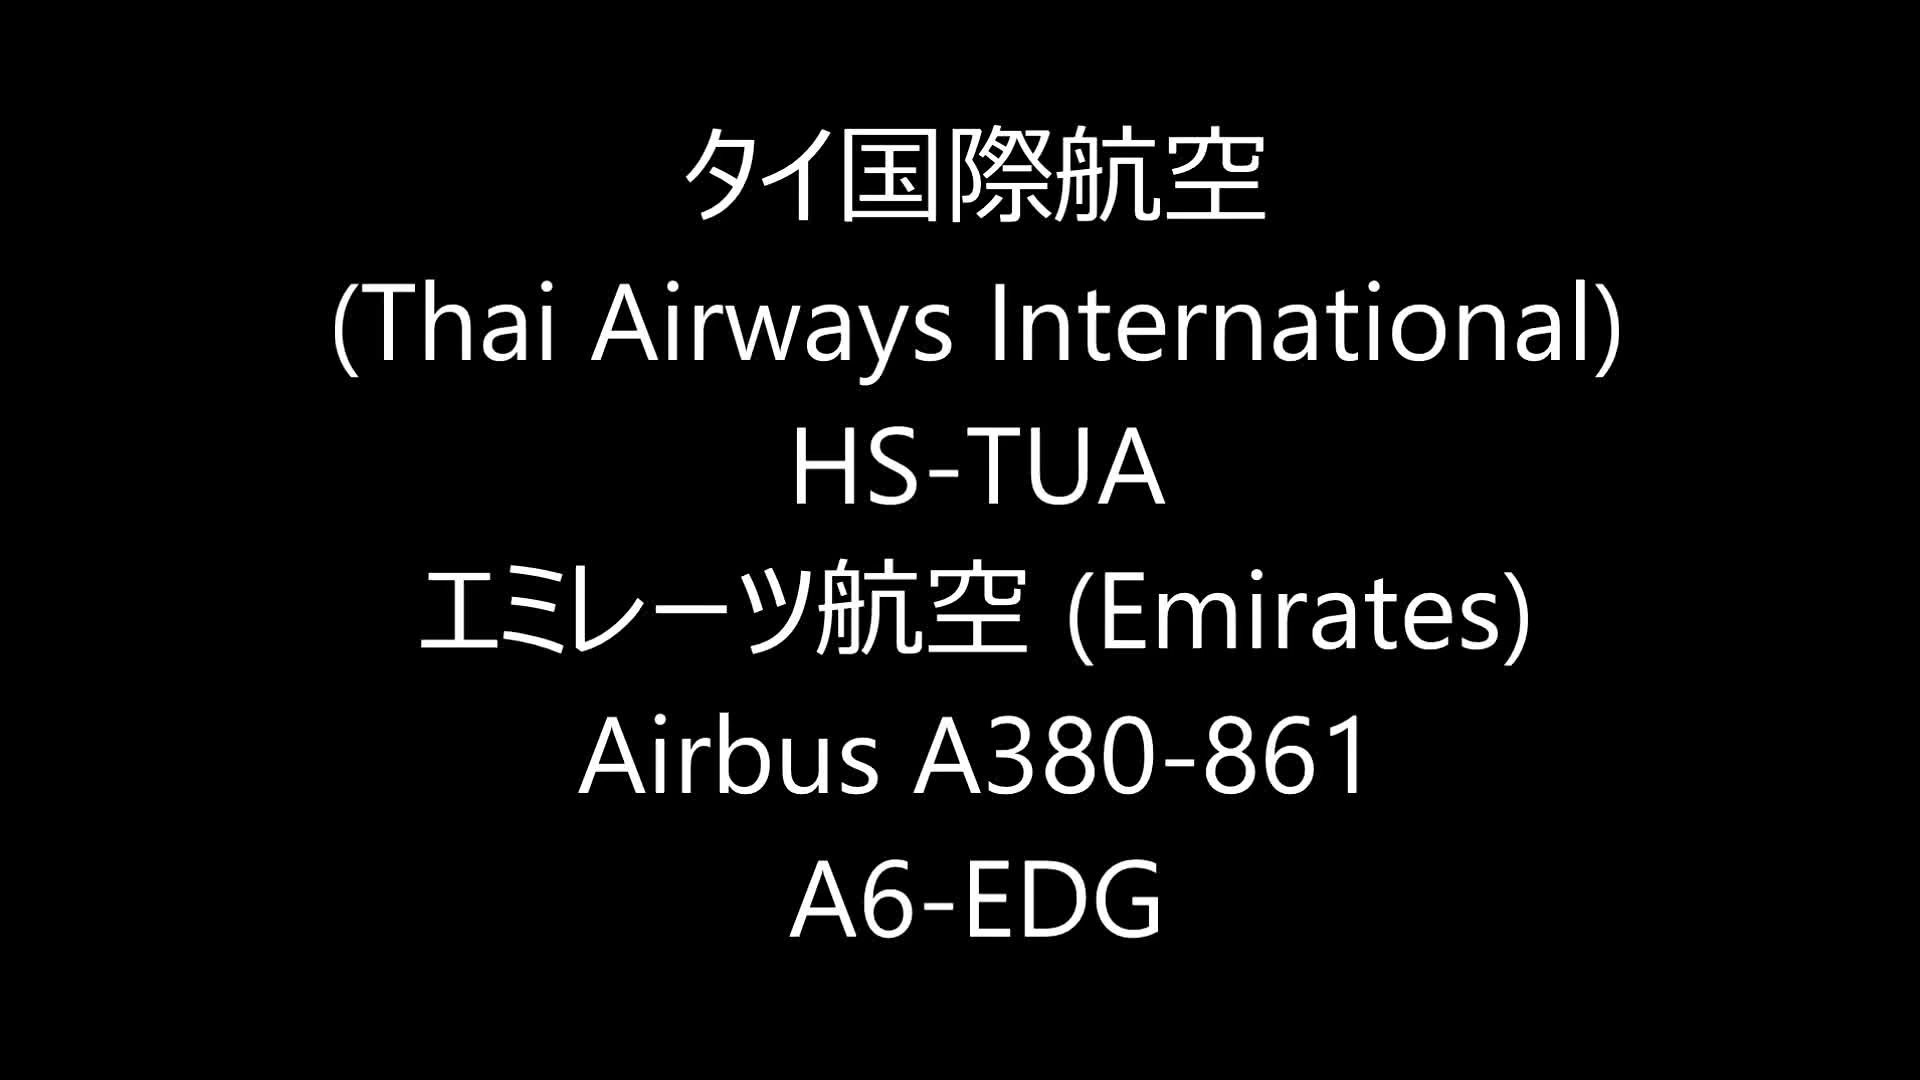 タイ国際航空
(Thai Airways International)
HS-TUA
エミレーツ航空 (Emirates)
Airbus A380-861
A6-EDG